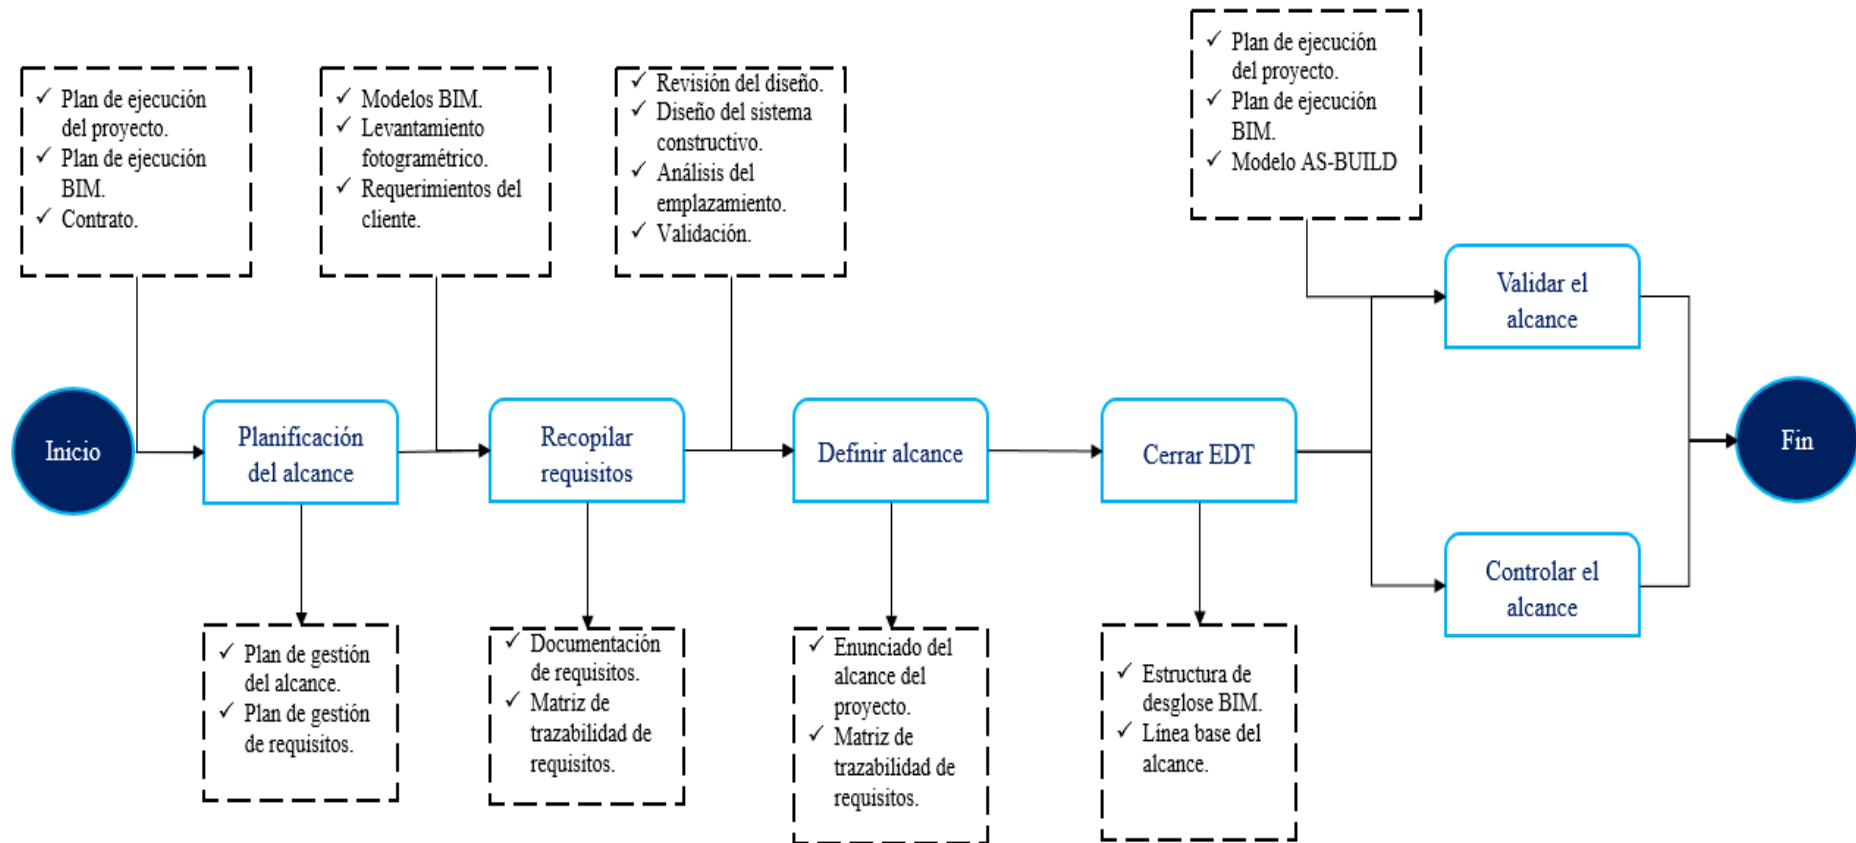 ✓ Plan de ejecución
del proyecto.
✓ Plan de ejecución
BIM.
✓ Contrato.
✓ Modelos BIM.
✓ Levantamiento
fotogramétrico.
✓ Requerimientos del
cliente.
✓ Revisión del diseño.
✓ Diseño del sistema
constructivo.
✓ Análisis del
emplazamiento.
✓ Validación.
✓ Plan de ejecución
del proyecto.
✓ Plan de ejecución
BIM.
✓ Modelo AS-BUILD
Inicio
Planificación
del alcance
Recopilar
requisitos
Definir alcance
Cerrar EDT
Validar el
alcance
Controlar el
alcance
Fin
✓ Plan de gestión
del alcance.
✓ Plan de gestión
de requisitos.
✓ Documentación
de requisitos.
✓ Matriz de
trazabilidad de
requisitos.
✓ Enunciado del
alcance del
proyecto.
✓ Matriz de
trazabilidad de
requisitos.
✓ Estructura de
desglose BIM.
✓ Línea base del
alcance.